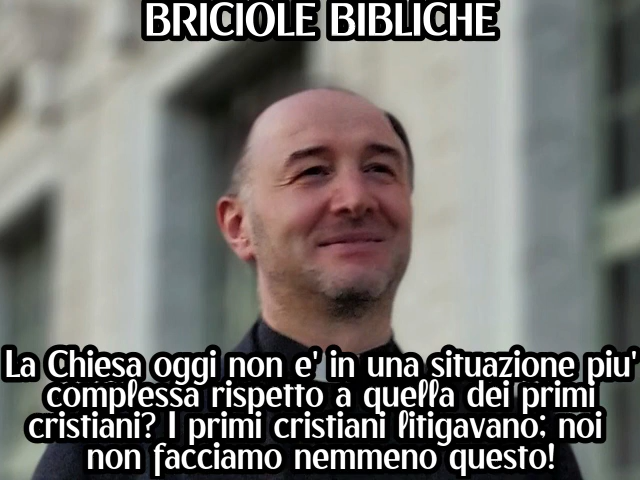 BRICIOLE BIBLICHE
La Chiesa oggi non e' in una situazione piu'
complessa rispetto a quella dei primi
cristiani? I primi cristiani litigavano; noi
non facciamo nemmeno questo!